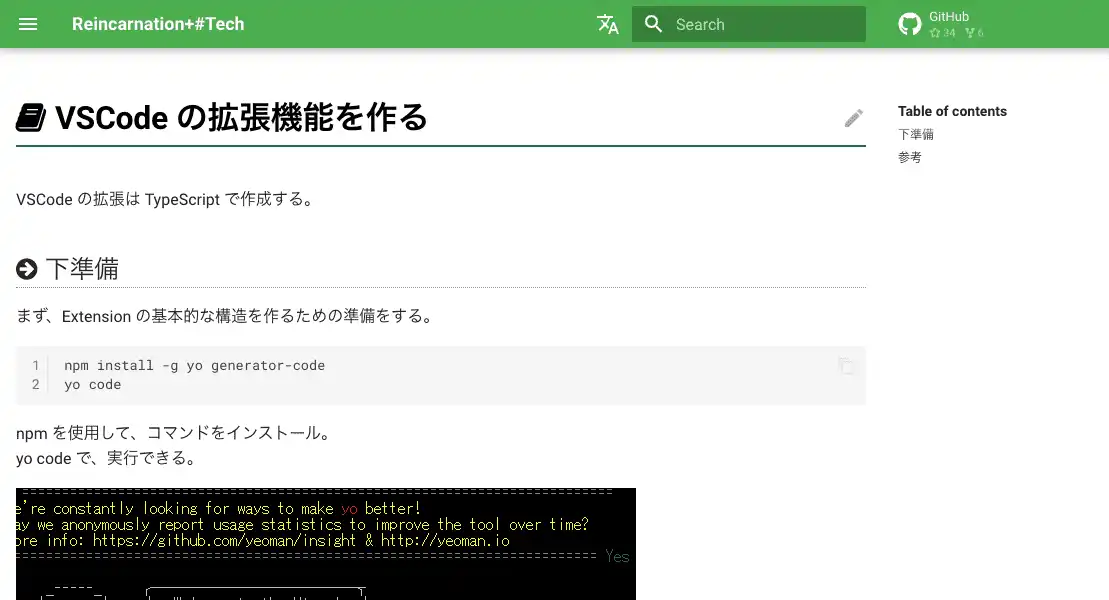 Reincarnation+#Tech
Search
GitHub
34 6
VSCode の拡張機能を作る
Table of contents
下準備
参考
VSCode の拡張は TypeScript で作成する。
下準備
まず、Extension の基本的な構造を作るための準備をする。
1 npm install -g yo generator-code
2 yo code
npm を使用して、コマンドをインストール。
yo code で、実行できる。
e're constantly looking for ways to make yo better!
ay we anonymously report usage statistics to improve the tool over time?
ore info: https://github.com/yeoman/insight & http://yeoman.io
Yes